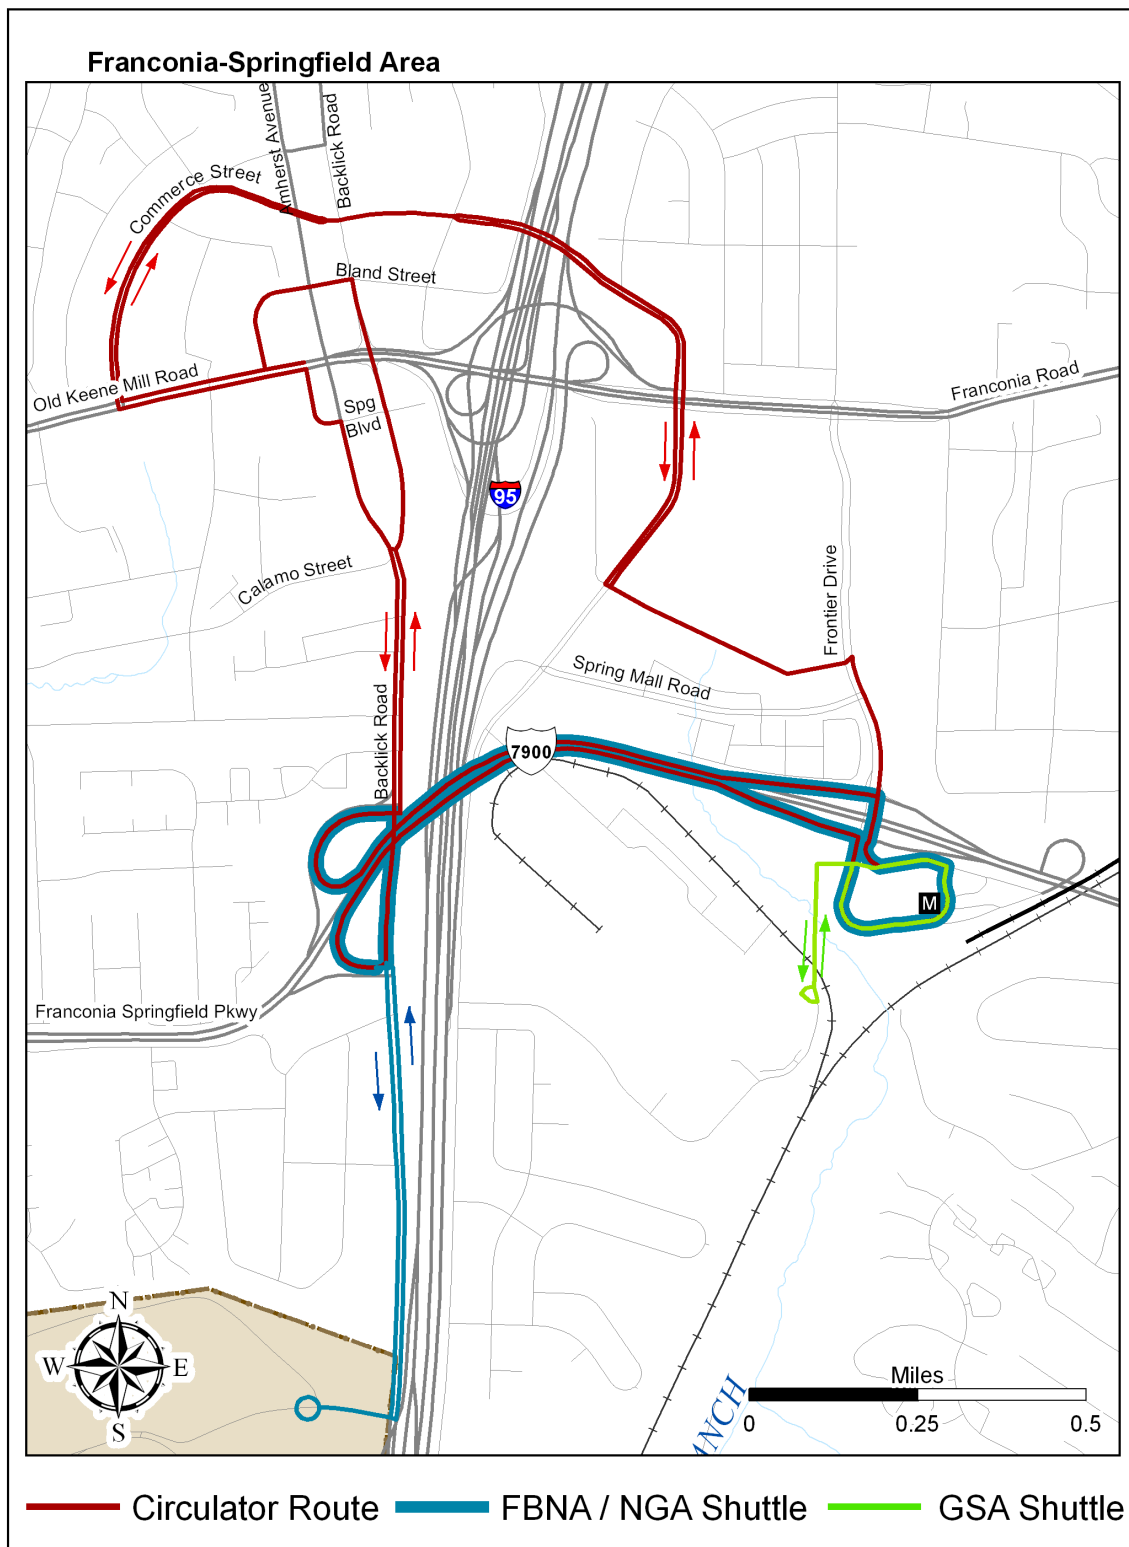 Franconia-Springfield Area
Amherst Avenue
Backlick Road
Commerce Street
Bland Street
Old Keene Mill Road
Franconia Road
Spg
Blvd
95
Calamo Street
Frontier Drive
Spring Mall Road
Backlick Road
7900
M
Franconia Springfield Pkwy
N
W E
S
ANCH
Miles
0 0.25 0.5
Circulator Route FBNA / NGA Shuttle GSA Shuttle